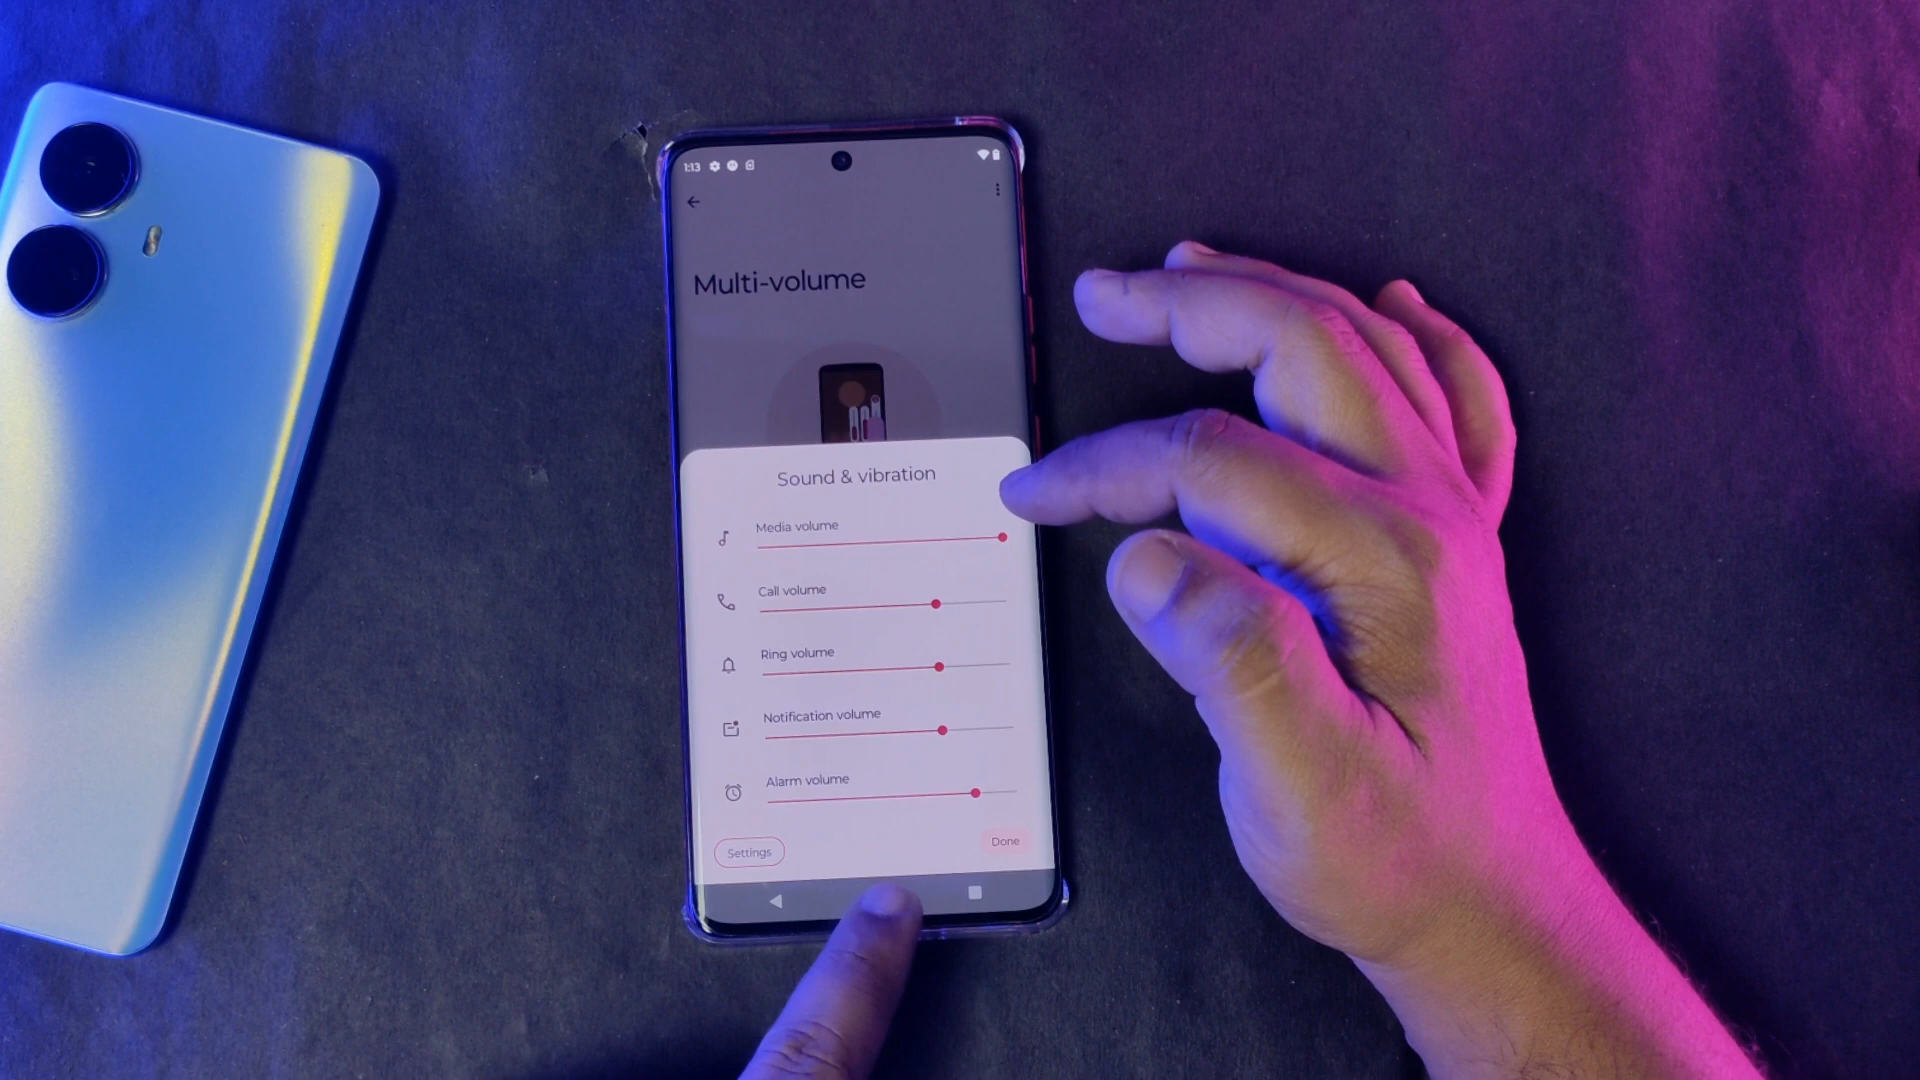 1:13
Multi-volume
Sound & vibration
Media volume
Call volume
Ring volume
Notification volume
Alarm volume
Settings
Done